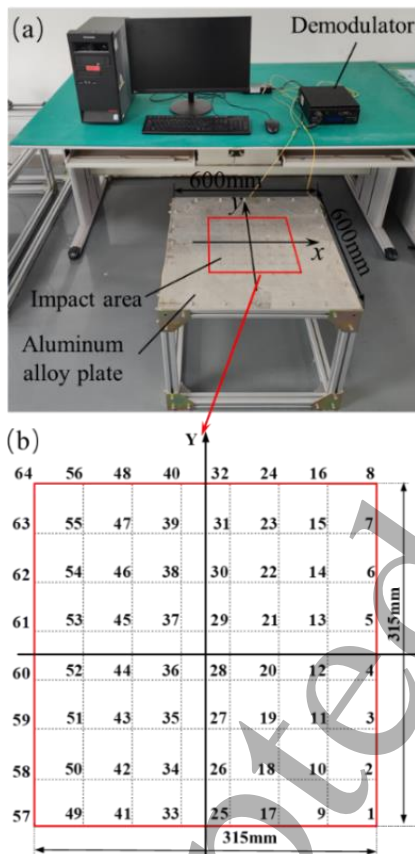 (a)
Demodulator
600mm
y
600mm
x
Impact area
Aluminum
alloy plate
(b)
Y
64 56 48 40 32 24 16 8
63 55 47 39 31 23 15 7
62 54 46 38 30 22 14 6
61 53 45 37 29 21 13 5
315mm
60 52 44 36 28 20 12 4
59 51 43 35 27 19 11 3
58 50 42 34 26 18 10 2
57 49 41 33 25 17 9 1
315mm